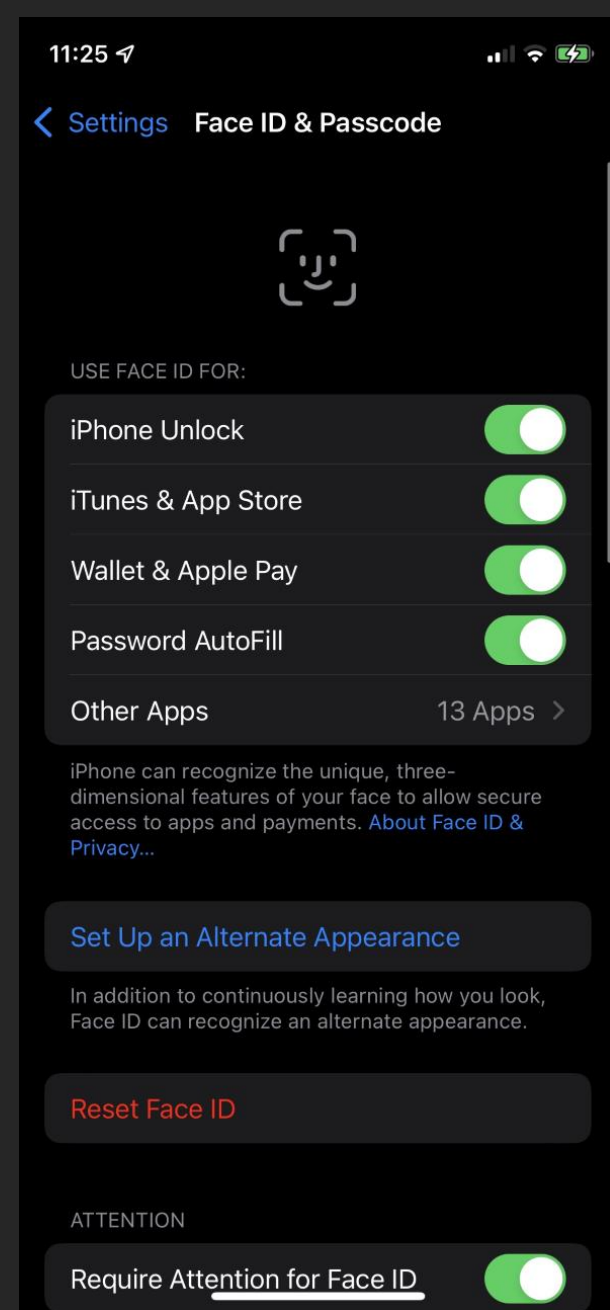 11:25
Settings Face ID & Passcode
USE FACE ID FOR:
iPhone Unlock
iTunes & App Store
Wallet & Apple Pay
Password AutoFill
Other Apps 13 Apps
iPhone can recognize the unique, three-
dimensional features of your face to allow secure
access to apps and payments. About Face ID &
Privacy...
Set Up an Alternate Appearance
In addition to continuously learning how you look,
Face ID can recognize an alternate appearance.
Reset Face ID
ATTENTION
Require Attention for Face ID